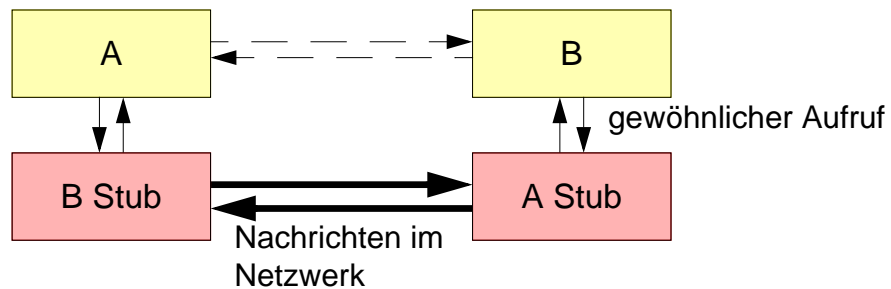 A
B
gewöhnlicher Aufruf
B Stub
A Stub
Nachrichten im
Netzwerk